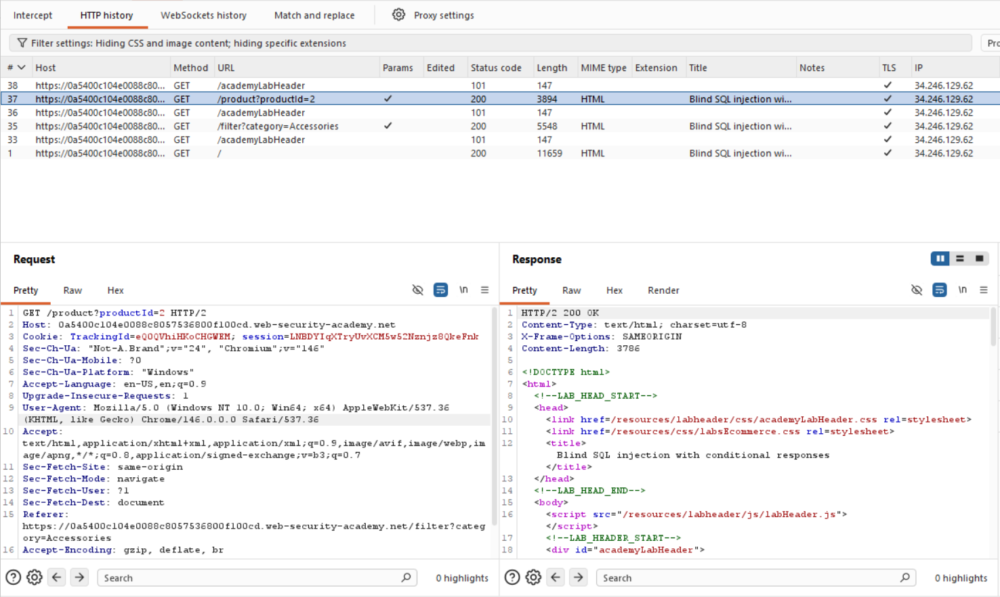 Intercept HTTP history WebSockets history Match and replace Proxy settings
Filter settings: Hiding CSS and image content; hiding specific extensions Pro
# Host Method URL Params Edited Status code Length MIME type Extension Title Notes TLS IP
38 https://0a5400c104e0088c80... GET /academyLabHeader 101 147 ✓ 34.246.129.62
37 https://0a5400c104e0088c80... GET /product?productId=2 ✓ 200 3894 HTML Blind SQL injection wi... ✓ 34.246.129.62
36 https://0a5400c104e0088c80... GET /academyLabHeader 101 147 ✓ 34.246.129.62
35 https://0a5400c104e0088c80... GET /filter?category=Accessories ✓ 200 5548 HTML Blind SQL injection wi... ✓ 34.246.129.62
33 https://0a5400c104e0088c80... GET /academyLabHeader 101 147 ✓ 34.246.129.62
1 https://0a5400c104e0088c80... GET / 200 11659 HTML Blind SQL injection wi... ✓ 34.246.129.62
Request
Pretty Raw Hex \n
1 GET /product?productId=2 HTTP/2
2 Host: 0a5400c104e0088c8057536800f100cd.web-security-academy.net
3 Cookie: TrackingId=eQ0QVhiHKoCHGWEM; session=LNBDYIqXTryUvXCM5w52Nznjz8QkeFnk
4 Sec-Ch-Ua: "Not-A.Brand";v="24", "Chromium";v="146"
5 Sec-Ch-Ua-Mobile: ?0
6 Sec-Ch-Ua-Platform: "Windows"
7 Accept-Language: en-US,en;q=0.9
8 Upgrade-Insecure-Requests: 1
9 User-Agent: Mozilla/5.0 (Windows NT 10.0; Win64; x64) AppleWebKit/537.36
(KHTML, like Gecko) Chrome/146.0.0.0 Safari/537.36
10 Accept:
text/html,application/xhtml+xml,application/xml;q=0.9,image/avif,image/webp,im
age/apng,*/*;q=0.8,application/signed-exchange;v=b3;q=0.7
11 Sec-Fetch-Site: same-origin
12 Sec-Fetch-Mode: navigate
13 Sec-Fetch-User: ?1
14 Sec-Fetch-Dest: document
15 Referer:
https://0a5400c104e0088c8057536800f100cd.web-security-academy.net/filter?categ
ory=Accessories
16 Accept-Encoding: gzip, deflate, br
Search 0 highlights
Response
Pretty Raw Hex Render \n
1 HTTP/2 200 OK
2 Content-Type: text/html; charset=utf-8
3 X-Frame-Options: SAMEORIGIN
4 Content-Length: 3786
5
6 <!DOCTYPE html>
7 <html>
8 <!--LAB_HEAD_START-->
9 <head>
10 <link href=/resources/labheader/css/academyLabHeader.css rel=stylesheet>
11 <link href=/resources/css/labsEcommerce.css rel=stylesheet>
12 <title>
Blind SQL injection with conditional responses
</title>
13 </head>
14 <!--LAB_HEAD_END-->
15 <body>
16 <script src="/resources/labheader/js/labHeader.js">
</script>
17 <!--LAB_HEADER_START-->
18 <div id="academyLabHeader">
Search 0 highlights